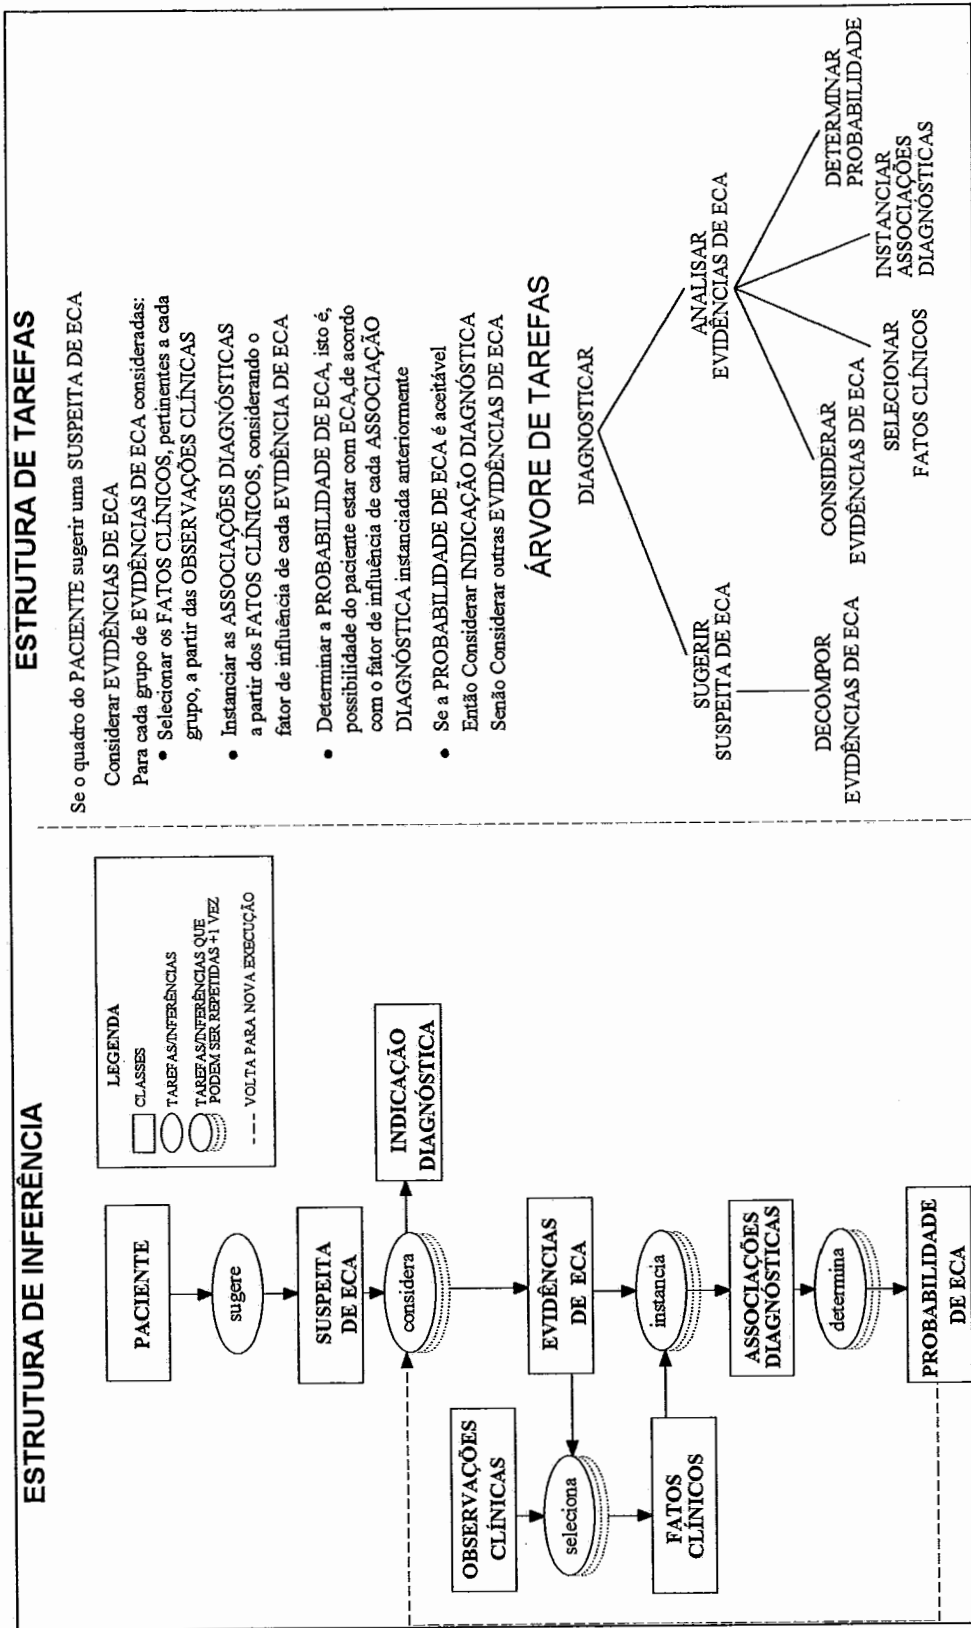 ESTRUTURA DE INFERÊNCIA
PACIENTE
sugere
SUSPEITA
DE ECA
considera
INDICAÇÃO
DIAGNÓSTICA
EVIDÊNCIAS
DE ECA
OBSERVAÇÕES
CLÍNICAS
seleciona
FATOS
CLÍNICOS
instancia
ASSOCIAÇÕES
DIAGNÓSTICAS
determina
PROBABILIDADE
DE ECA
LEGENDA
CLASSES
TAREFAS/INFERÊNCIAS
TAREFAS/INFERÊNCIAS QUE
PODEM SER REPETIDAS +1 VEZ
--- VOLTA PARA NOVA EXECUÇÃO
ESTRUTURA DE TAREFAS
Se o quadro do PACIENTE sugerir uma SUSPEITA DE ECA
Considerar EVIDÊNCIAS DE ECA
Para cada grupo de EVIDÊNCIAS DE ECA consideradas:
• Selecionar os FATOS CLÍNICOS, pertinentes a cada
grupo, a partir das OBSERVAÇÕES CLÍNICAS
• Instanciar as ASSOCIAÇÕES DIAGNÓSTICAS
a partir dos FATOS CLÍNICOS, considerando o
fator de influência de cada EVIDÊNCIA DE ECA
• Determinar a PROBABILIDADE DE ECA, isto é,
possibilidade do paciente estar com ECA,de acordo
com o fator de influência de cada ASSOCIAÇÃO
DIAGNÓSTICA instanciada anteriormente
• Se a PROBABILIDADE DE ECA é aceitável
Então Considerar INDICAÇÃO DIAGNÓSTICA
Senão Considerar outras EVIDÊNCIAS DE ECA
ÁRVORE DE TAREFAS
DIAGNOSTICAR
SUGERIR
SUSPEITA DE ECA
ANALISAR
EVIDÊNCIAS DE ECA
DECOMPOR
EVIDÊNCIAS DE ECA
CONSIDERAR
EVIDÊNCIAS DE ECA
SELECIONAR
FATOS CLÍNICOS
INSTANCIAR
ASSOCIAÇÕES
DIAGNÓSTICAS
DETERMINAR
PROBABILIDADE